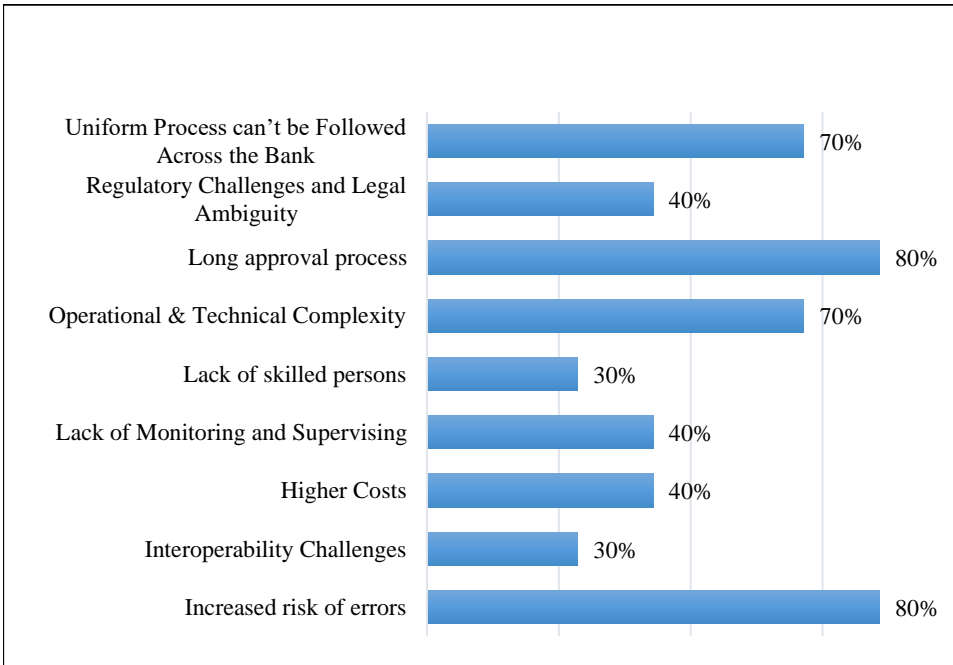 Uniform Process can’t be Followed
Across the Bank
70%
Regulatory Challenges and Legal
Ambiguity
40%
Long approval process
80%
Operational & Technical Complexity
70%
Lack of skilled persons
30%
Lack of Monitoring and Supervising
40%
Higher Costs
40%
Interoperability Challenges
30%
Increased risk of errors
80%